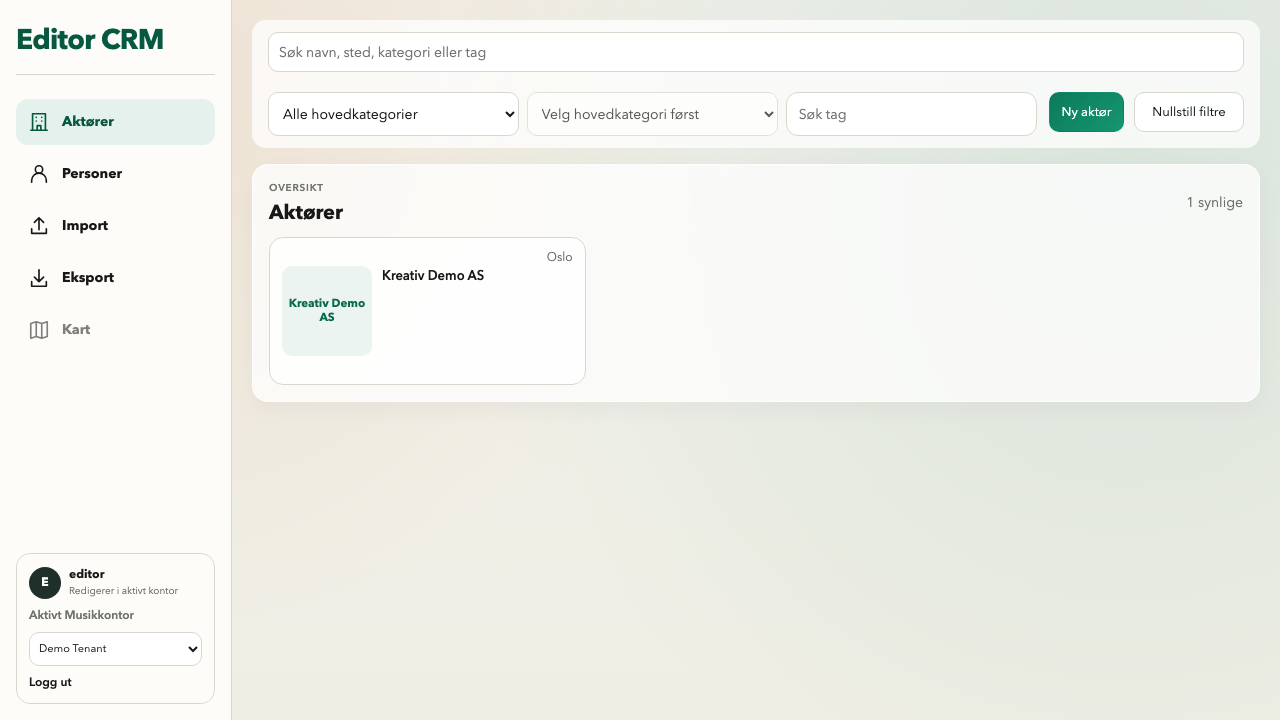 Editor CRM
Aktører
Personer
Import
Eksport
Kart
E
editor
Redigerer i aktivt kontor
Aktivt Musikkontor
Demo Tenant
Logg ut
Søk navn, sted, kategori eller tag
Alle hovedkategorier
Velg hovedkategori først
Søk tag
Ny aktør
Nullstill filtre
OVERSIKT
Aktører
1 synlige
Oslo
Kreativ Demo
AS
Kreativ Demo AS